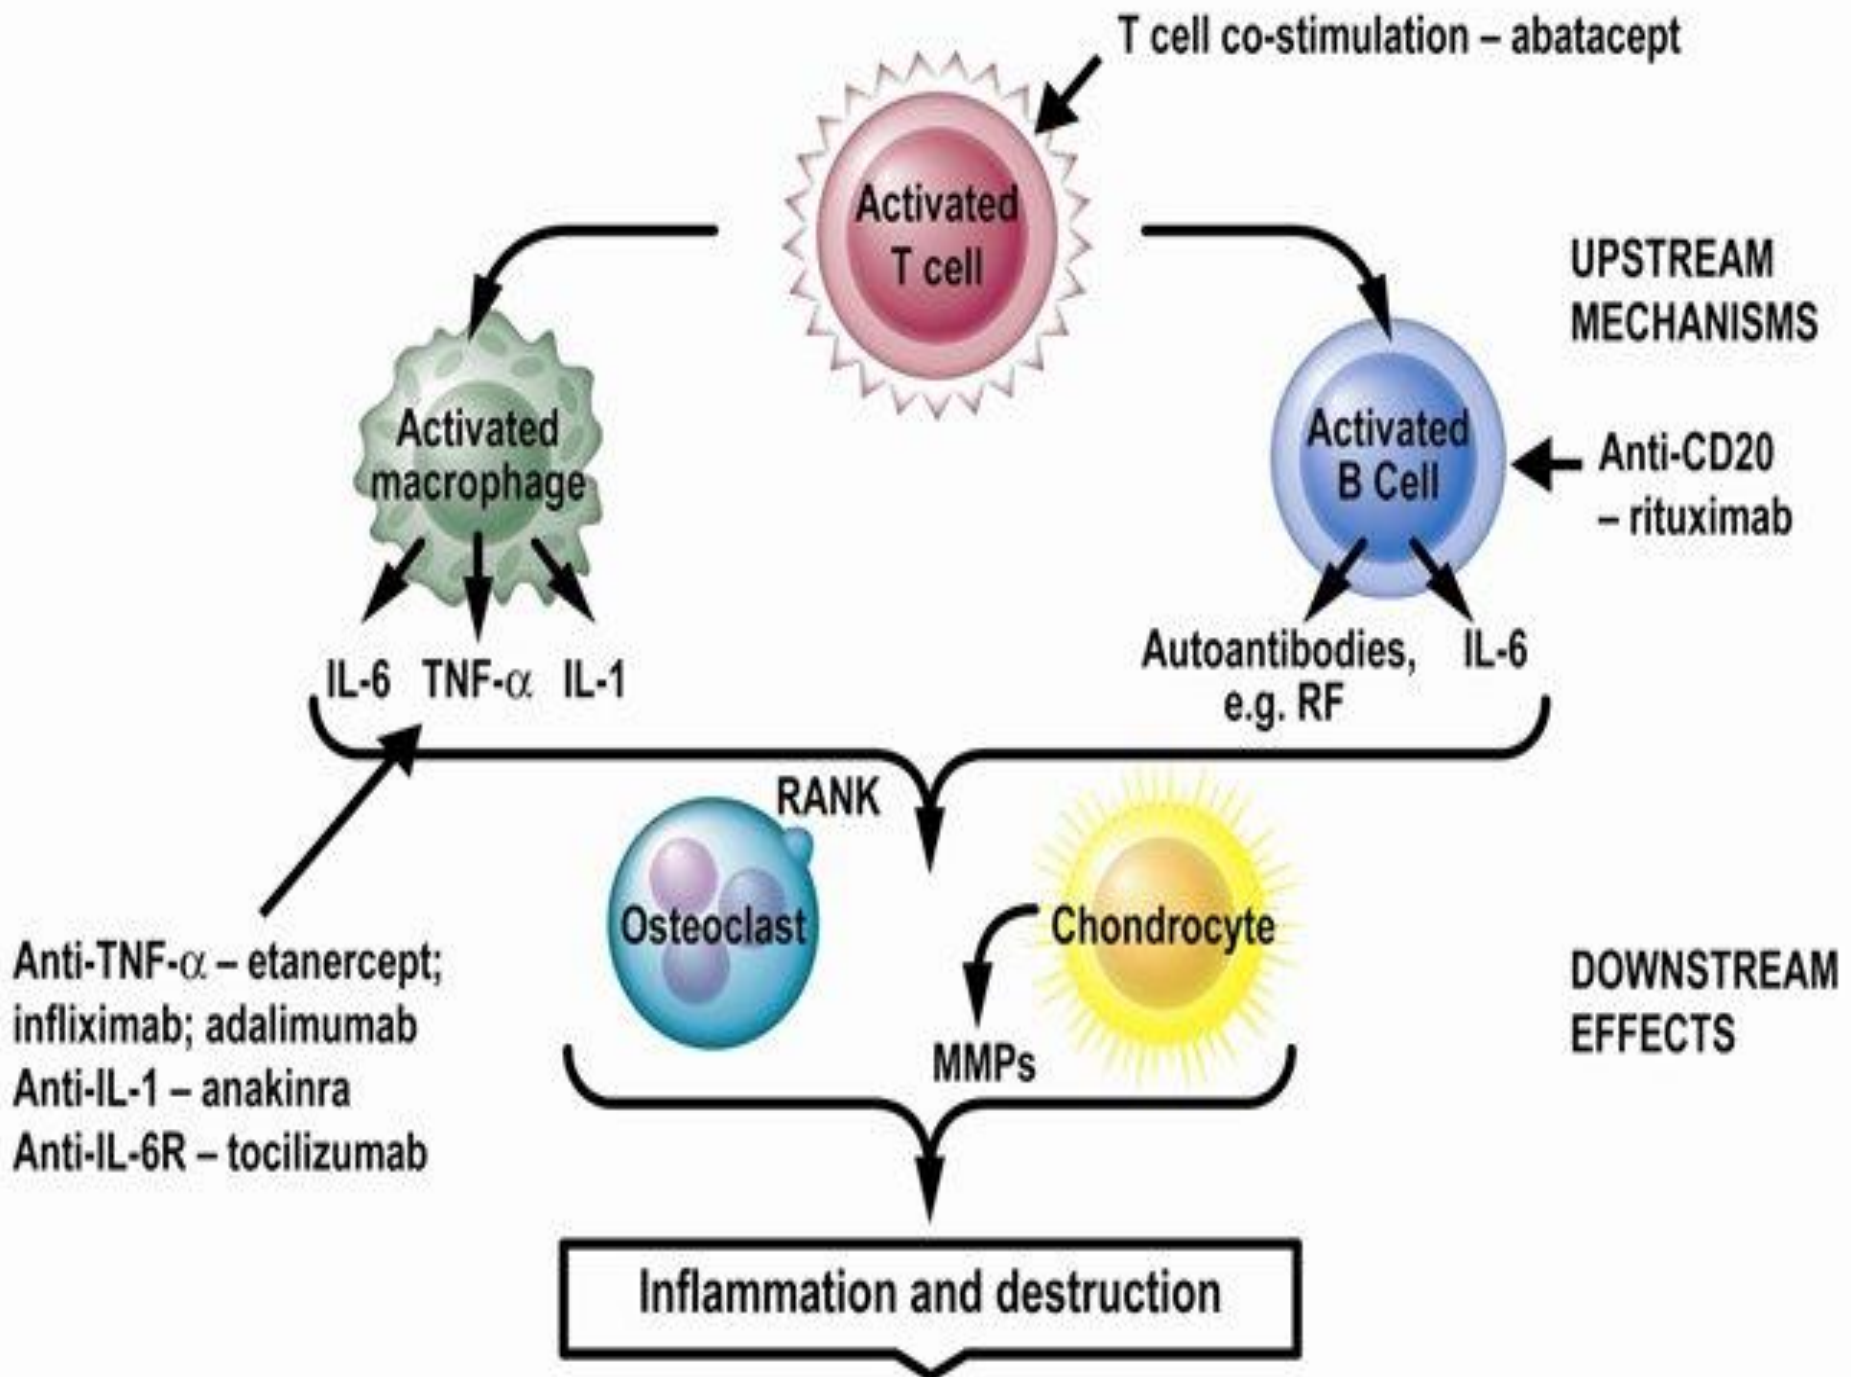 T cell co-stimulation – abatacept
Activated
T cell
UPSTREAM
MECHANISMS
Activated
macrophage
Activated
B Cell
Anti-CD20
– rituximab
IL-6 TNF-α IL-1
Autoantibodies, IL-6
e.g. RF
RANK
Osteoclast
Chondrocyte
MMPs
Anti-TNF-α – etanercept;
infliximab; adalimumab
Anti-IL-1 – anakinra
Anti-IL-6R – tocilizumab
DOWNSTREAM
EFFECTS
Inflammation and destruction